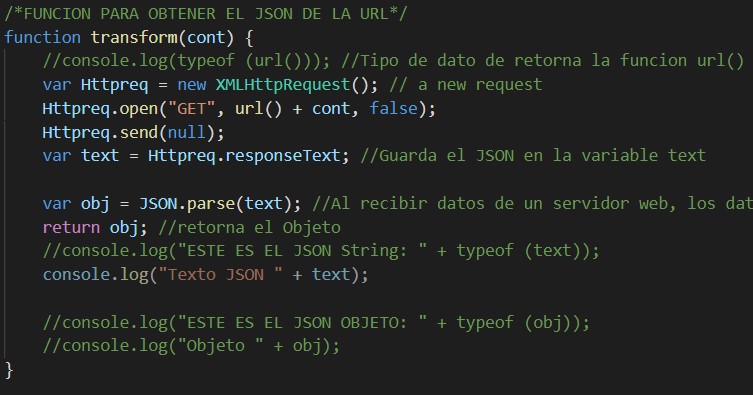 /*FUNCION PARA OBTENER EL JSON DE LA URL*/
function transform(cont) {
    //console.log(typeof (url())); //Tipo de dato de retorna la funcion url()
    var Httpreq = new XMLHttpRequest(); // a new request
    Httpreq.open("GET", url() + cont, false);
    Httpreq.send(null);
    var text = Httpreq.responseText; //Guarda el JSON en la variable text
    var obj = JSON.parse(text); //Al recibir datos de un servidor web, los dat
    return obj; //retorna el Objeto
    //console.log("ESTE ES EL JSON String: " + typeof (text));
    console.log("Texto JSON " + text);
    //console.log("ESTE ES EL JSON OBJETO: " + typeof (obj));
    //console.log("Objeto " + obj);
}